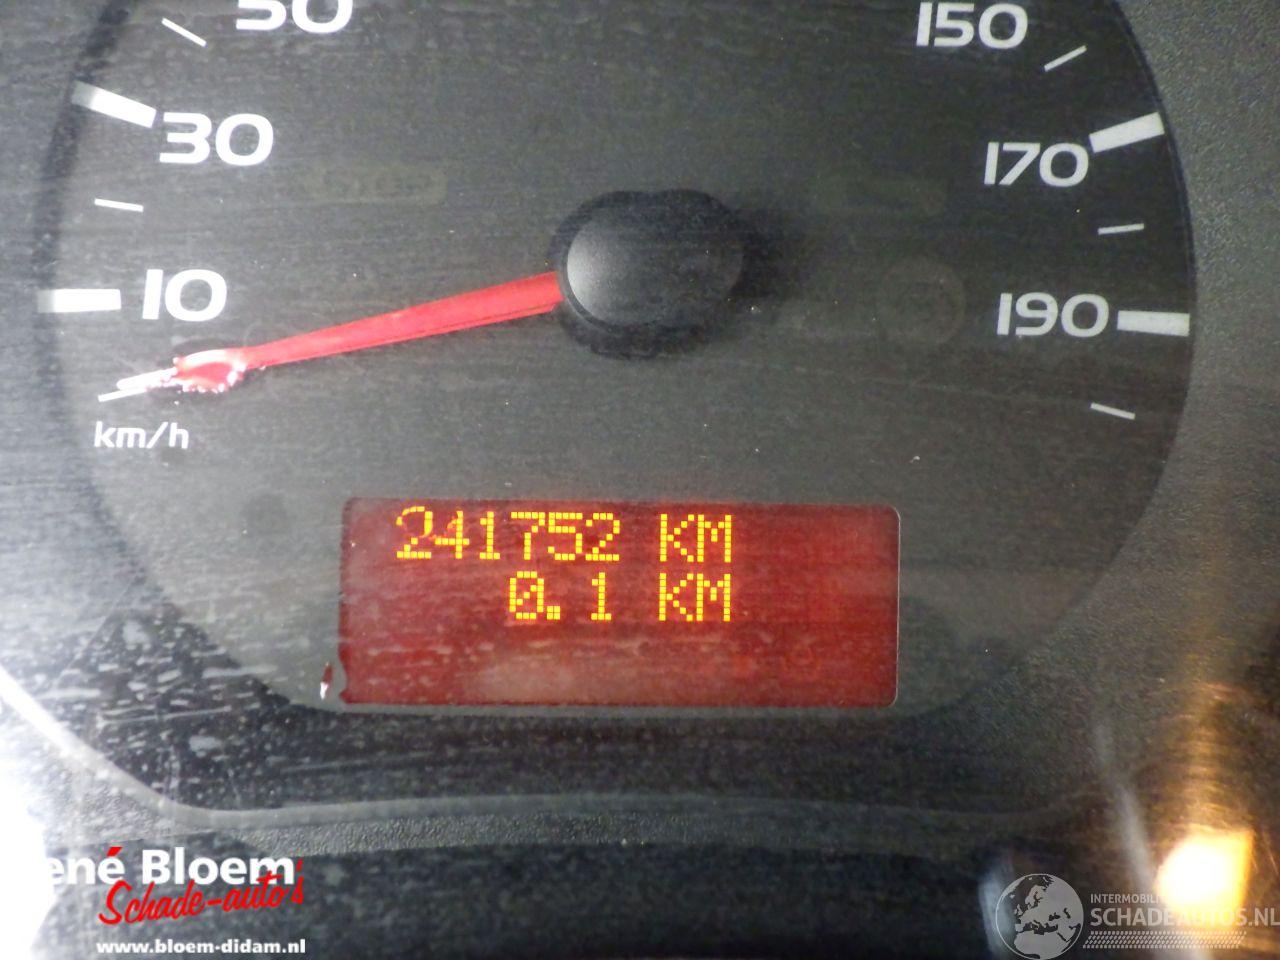 50
150
30
170
10
190
km/h
241752 KM
0.1 KM
ené Bloem
Schade-auto's
www.bloem-didam.nl
INTERMOBIL
SCHADEAUTOS.NL